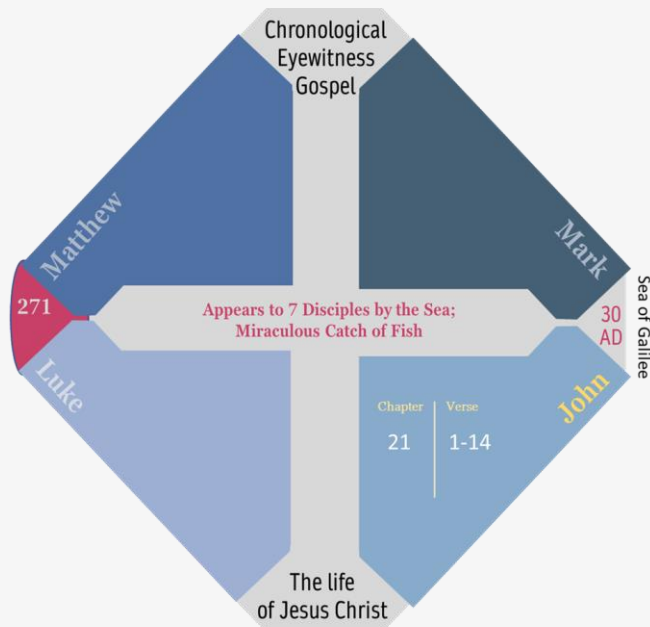 Chronological
Eyewitness
Gospel
Matthew
Mark
271
Appears to 7 Disciples by the Sea;
Miraculous Catch of Fish
30
AD
Sea of Galilee
Luke
John
Chapter
Verse
21
1-14
The life
of Jesus Christ